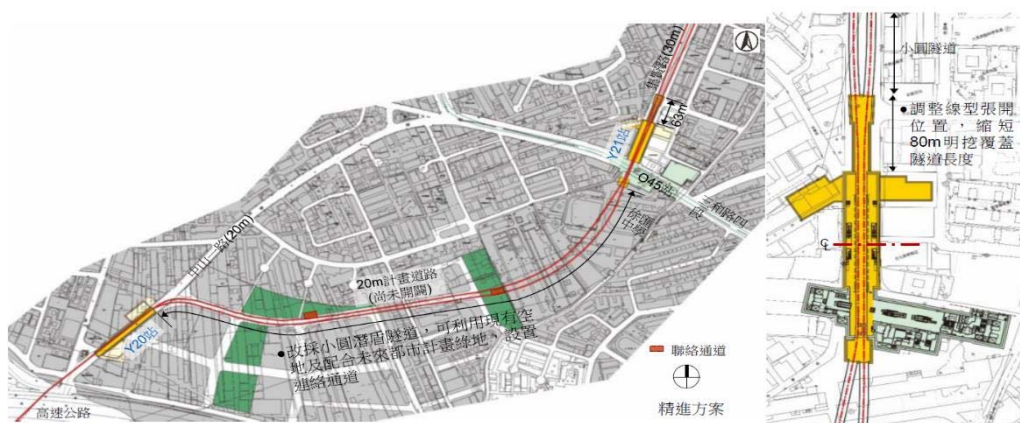 集賢路(30m)
63m
Y21站
O45站
三和路四段
徐匯中學
中山一路(20m)
20m計畫道路
(尚未開闢)
Y20站
●改採小圓潛盾隧道，可利用現有空
地及配合未來都市計畫綠地，設置
連絡通道
高速公路
聯絡通道
精進方案
小圓隧道
●調整線型張開
位置，縮短
80m明挖覆蓋
隧道長度